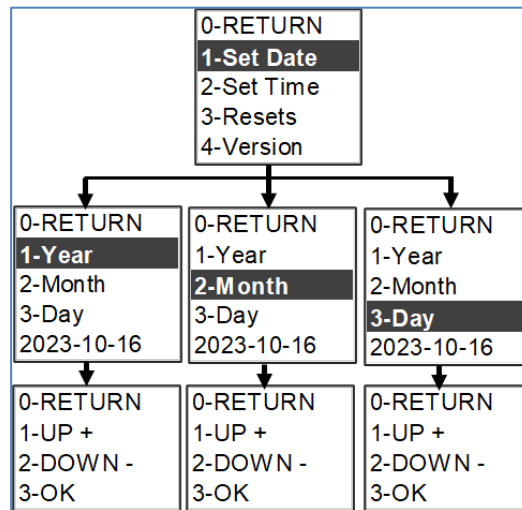 0-RETURN
1-Set Date
2-Set Time
3-Resets
4-Version
0-RETURN
1-Year
2-Month
3-Day
2023-10-16
0-RETURN
1-Year
2-Month
3-Day
2023-10-16
0-RETURN
1-Year
2-Month
3-Day
2023-10-16
0-RETURN
1-UP +
2-DOWN -
3-OK
0-RETURN
1-UP +
2-DOWN -
3-OK
0-RETURN
1-UP +
2-DOWN -
3-OK